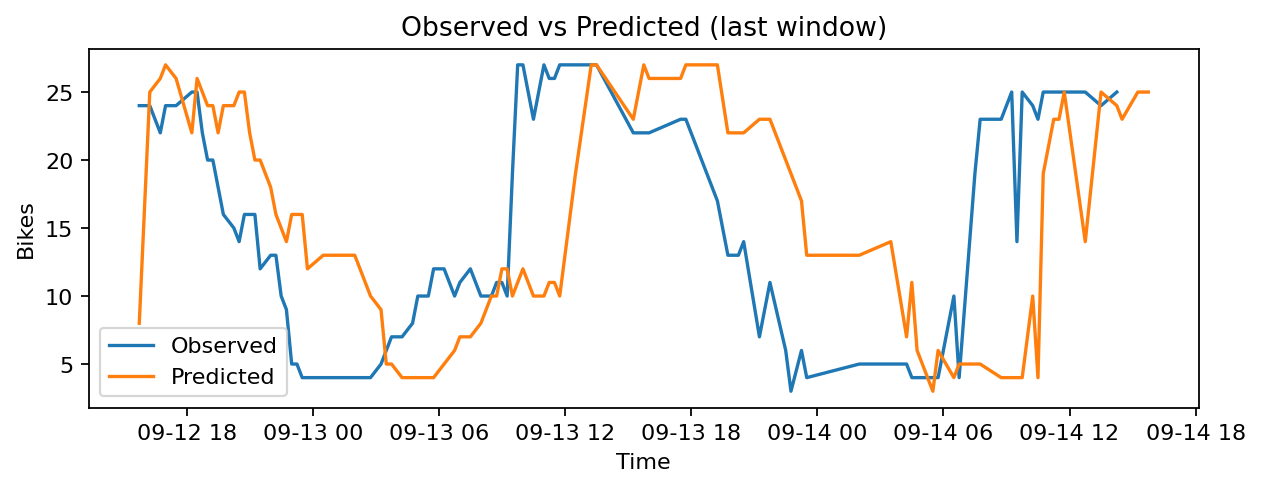 Observed vs Predicted (last window)
Bikes
25
20
15
10
5
Observed
Predicted
09-12 18
09-13 00
09-13 06
09-13 12
09-13 18
09-14 00
09-14 06
09-14 12
09-14 18
Time